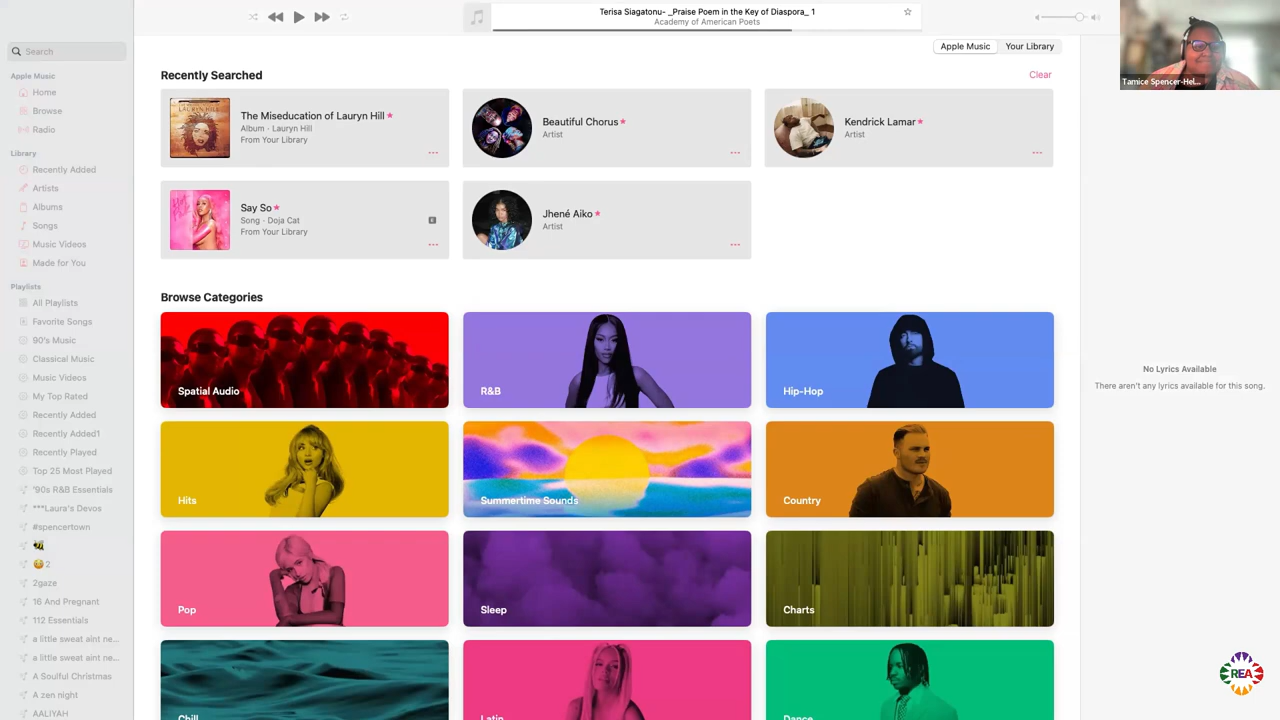 Terisa Siagatonu- _Praise Poem in the Key of Diaspora_ 1
Academy of American Poets
Search
Apple Music
Home
Browse
Radio
Library
Recently Added
Artists
Albums
Songs
Music Videos
Made for You
Playlists
All Playlists
Favorite Songs
90's Music
Classical Music
Music Videos
My Top Rated
Recently Added
Recently Added1
Recently Played
Top 25 Most Played
'90s R&B Essentials
***Laura's Devos
#spencertown
🐝
😊2
2gaze
16 And Pregnant
112 Essentials
a little sweat aint ne...
a little sweat aint ne...
A Soulful Christmas
A zen night
AALIYAH
Apple Music
Your Library
Recently Searched
Clear
The Miseducation of Lauryn Hill ★
Album · Lauryn Hill
From Your Library
Beautiful Chorus ★
Artist
Kendrick Lamar ★
Artist
Say So ★
Song · Doja Cat
From Your Library
E
Jhené Aiko ★
Artist
Browse Categories
Spatial Audio
R&B
Hip-Hop
Hits
Summertime Sounds
Country
Pop
Sleep
Charts
Chill
Latin
Dance
Tamice Spencer-Hel...
No Lyrics Available
There aren't any lyrics available for this song.
REA